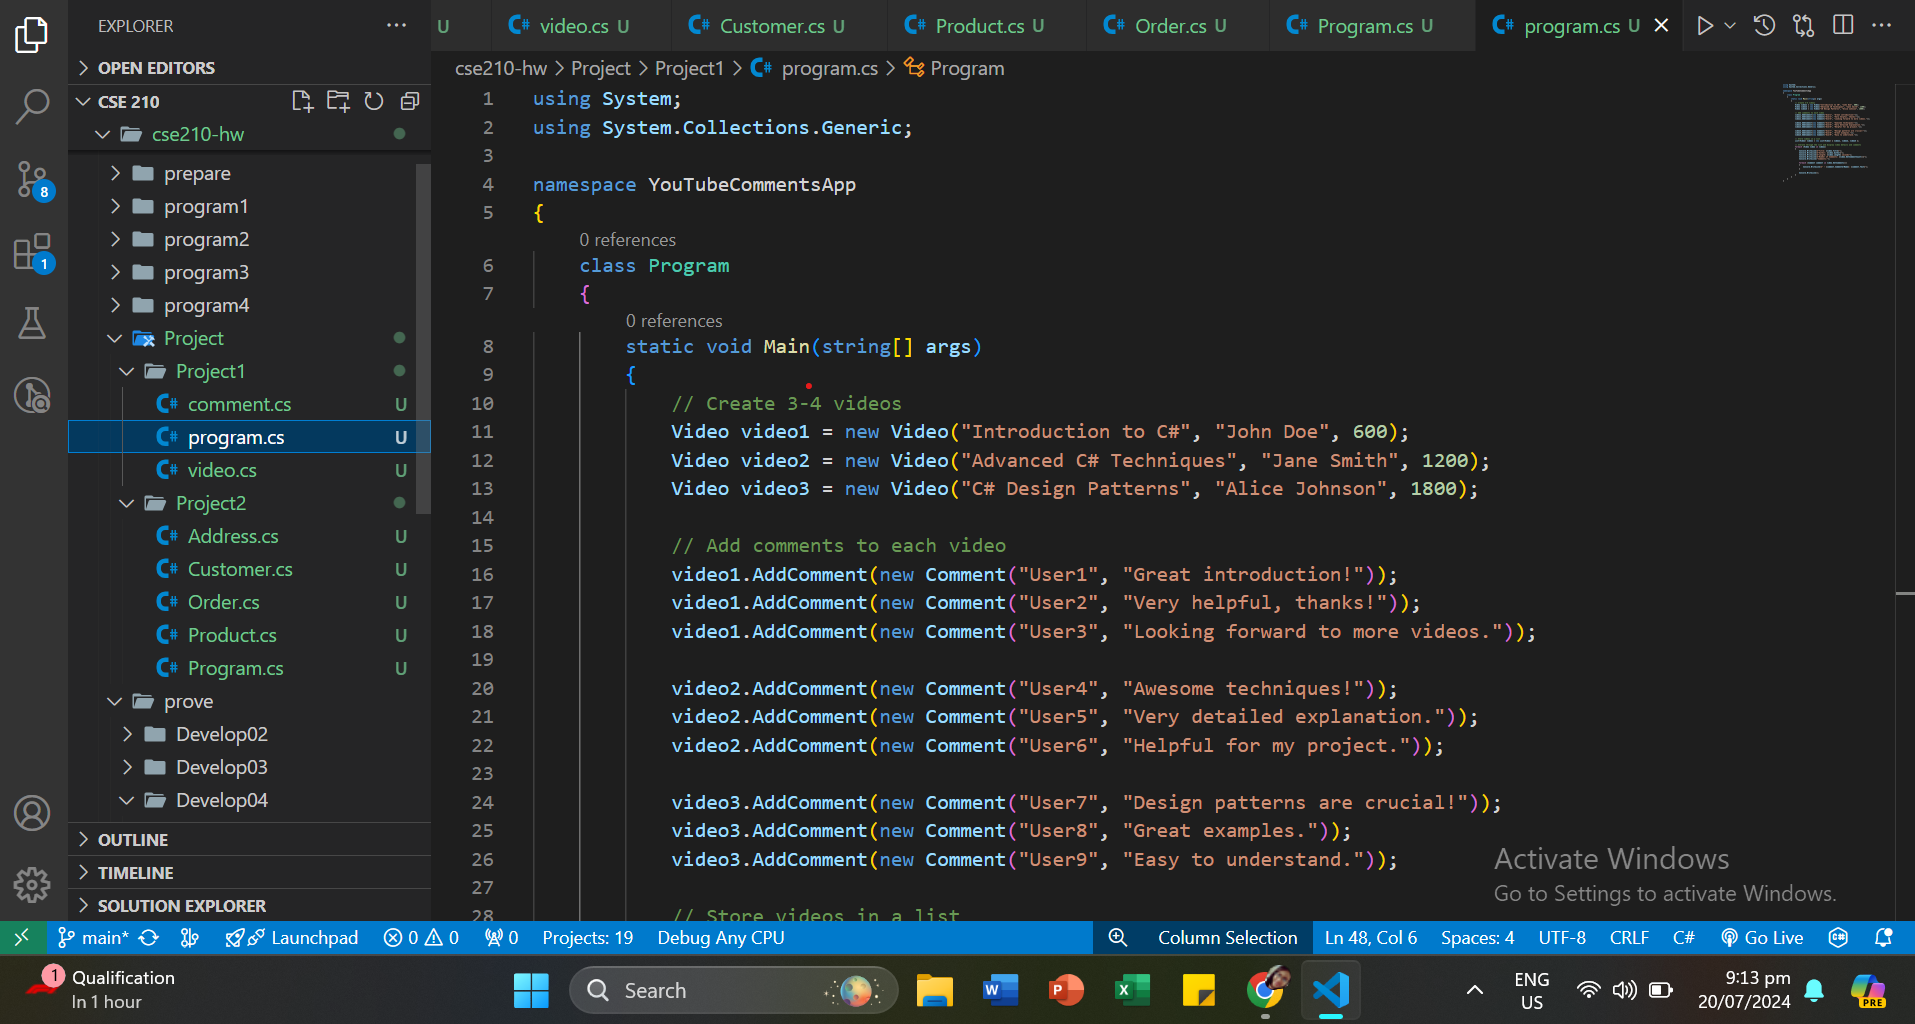 EXPLORER
U
video.cs U
Customer.cs U
Product.cs U
Order.cs U
Program.cs U
program.cs U
OPEN EDITORS
CSE 210
cse210-hw
prepare
program1
program2
program3
program4
Project
Project1
comment.cs U
program.cs U
video.cs U
Project2
Address.cs U
Customer.cs U
Order.cs U
Product.cs U
Program.cs U
prove
Develop02
Develop03
Develop04
OUTLINE
TIMELINE
SOLUTION EXPLORER
8
1
cse210-hw > Project > Project1 > program.cs > Program
1 using System;
2 using System.Collections.Generic;
3
4 namespace YouTubeCommentsApp
5 {
0 references
6 class Program
7 {
0 references
8 static void Main(string[] args)
9 {
10 // Create 3-4 videos
11 Video video1 = new Video("Introduction to C#", "John Doe", 600);
12 Video video2 = new Video("Advanced C# Techniques", "Jane Smith", 1200);
13 Video video3 = new Video("C# Design Patterns", "Alice Johnson", 1800);
14
15 // Add comments to each video
16 video1.AddComment(new Comment("User1", "Great introduction!"));
17 video1.AddComment(new Comment("User2", "Very helpful, thanks!"));
18 video1.AddComment(new Comment("User3", "Looking forward to more videos."));
19
20 video2.AddComment(new Comment("User4", "Awesome techniques!"));
21 video2.AddComment(new Comment("User5", "Very detailed explanation."));
22 video2.AddComment(new Comment("User6", "Helpful for my project."));
23
24 video3.AddComment(new Comment("User7", "Design patterns are crucial!"));
25 video3.AddComment(new Comment("User8", "Great examples."));
26 video3.AddComment(new Comment("User9", "Easy to understand."));
27
28 // Store videos in a list
Activate Windows
Go to Settings to activate Windows.
main* Launchpad 0 0 0 Projects: 19 Debug Any CPU Column Selection Ln 48, Col 6 Spaces: 4 UTF-8 CRLF C# Go Live
1
Qualification
In 1 hour
Search
ENG
US
9:13 pm
20/07/2024
PRE